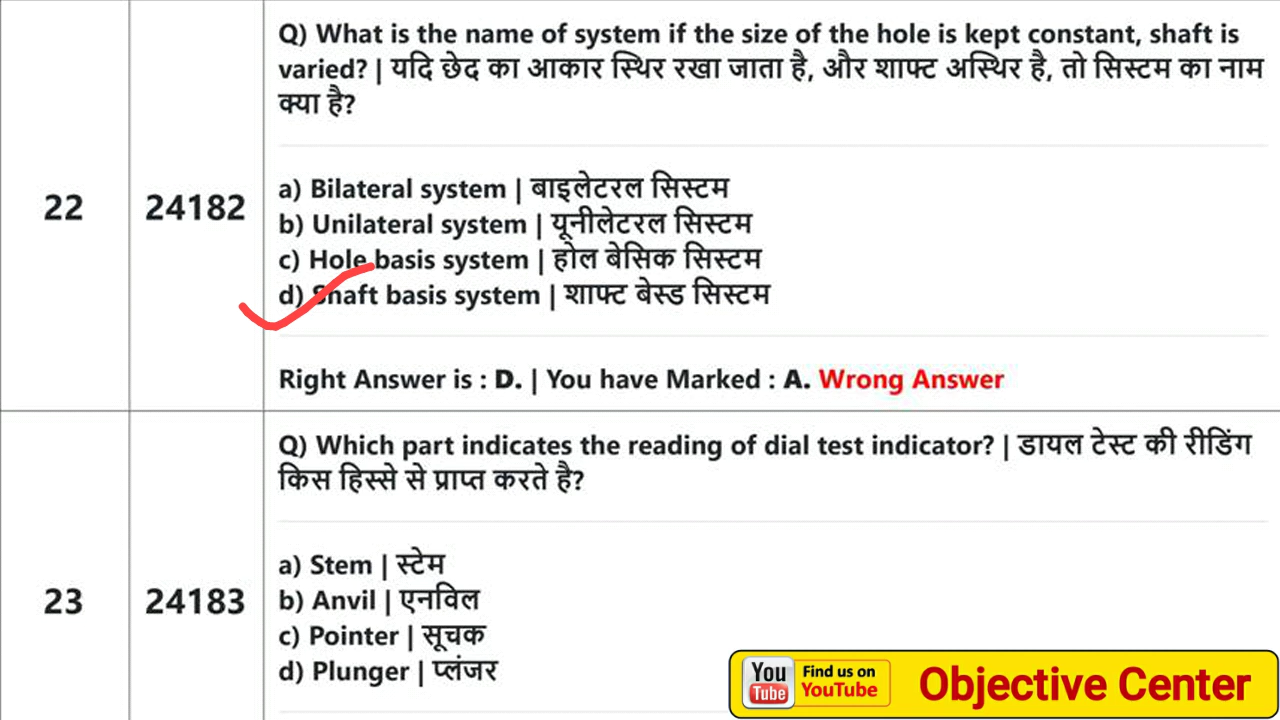 Q) What is the name of system if the size of the hole is kept constant, shaft is
varied? | यदि छेद का आकार स्थिर रखा जाता है, और शाफ्ट अस्थिर है, तो सिस्टम का नाम
क्या है?
22
24182
a) Bilateral system | बाइलेटरल सिस्टम
b) Unilateral system | यूनीलेटरल सिस्टम
c) Hole basis system | होल बेसिक सिस्टम
d) Shaft basis system | शाफ्ट बेस्ड सिस्टम
Right Answer is : D. | You have Marked : A. Wrong Answer
Q) Which part indicates the reading of dial test indicator? | डायल टेस्ट की रीडिंग
किस हिस्से से प्राप्त करते है?
23
24183
a) Stem | स्टेम
b) Anvil | एनविल
c) Pointer | सूचक
d) Plunger | प्लंजर
You
Tube
Find us on
YouTube
Objective Center